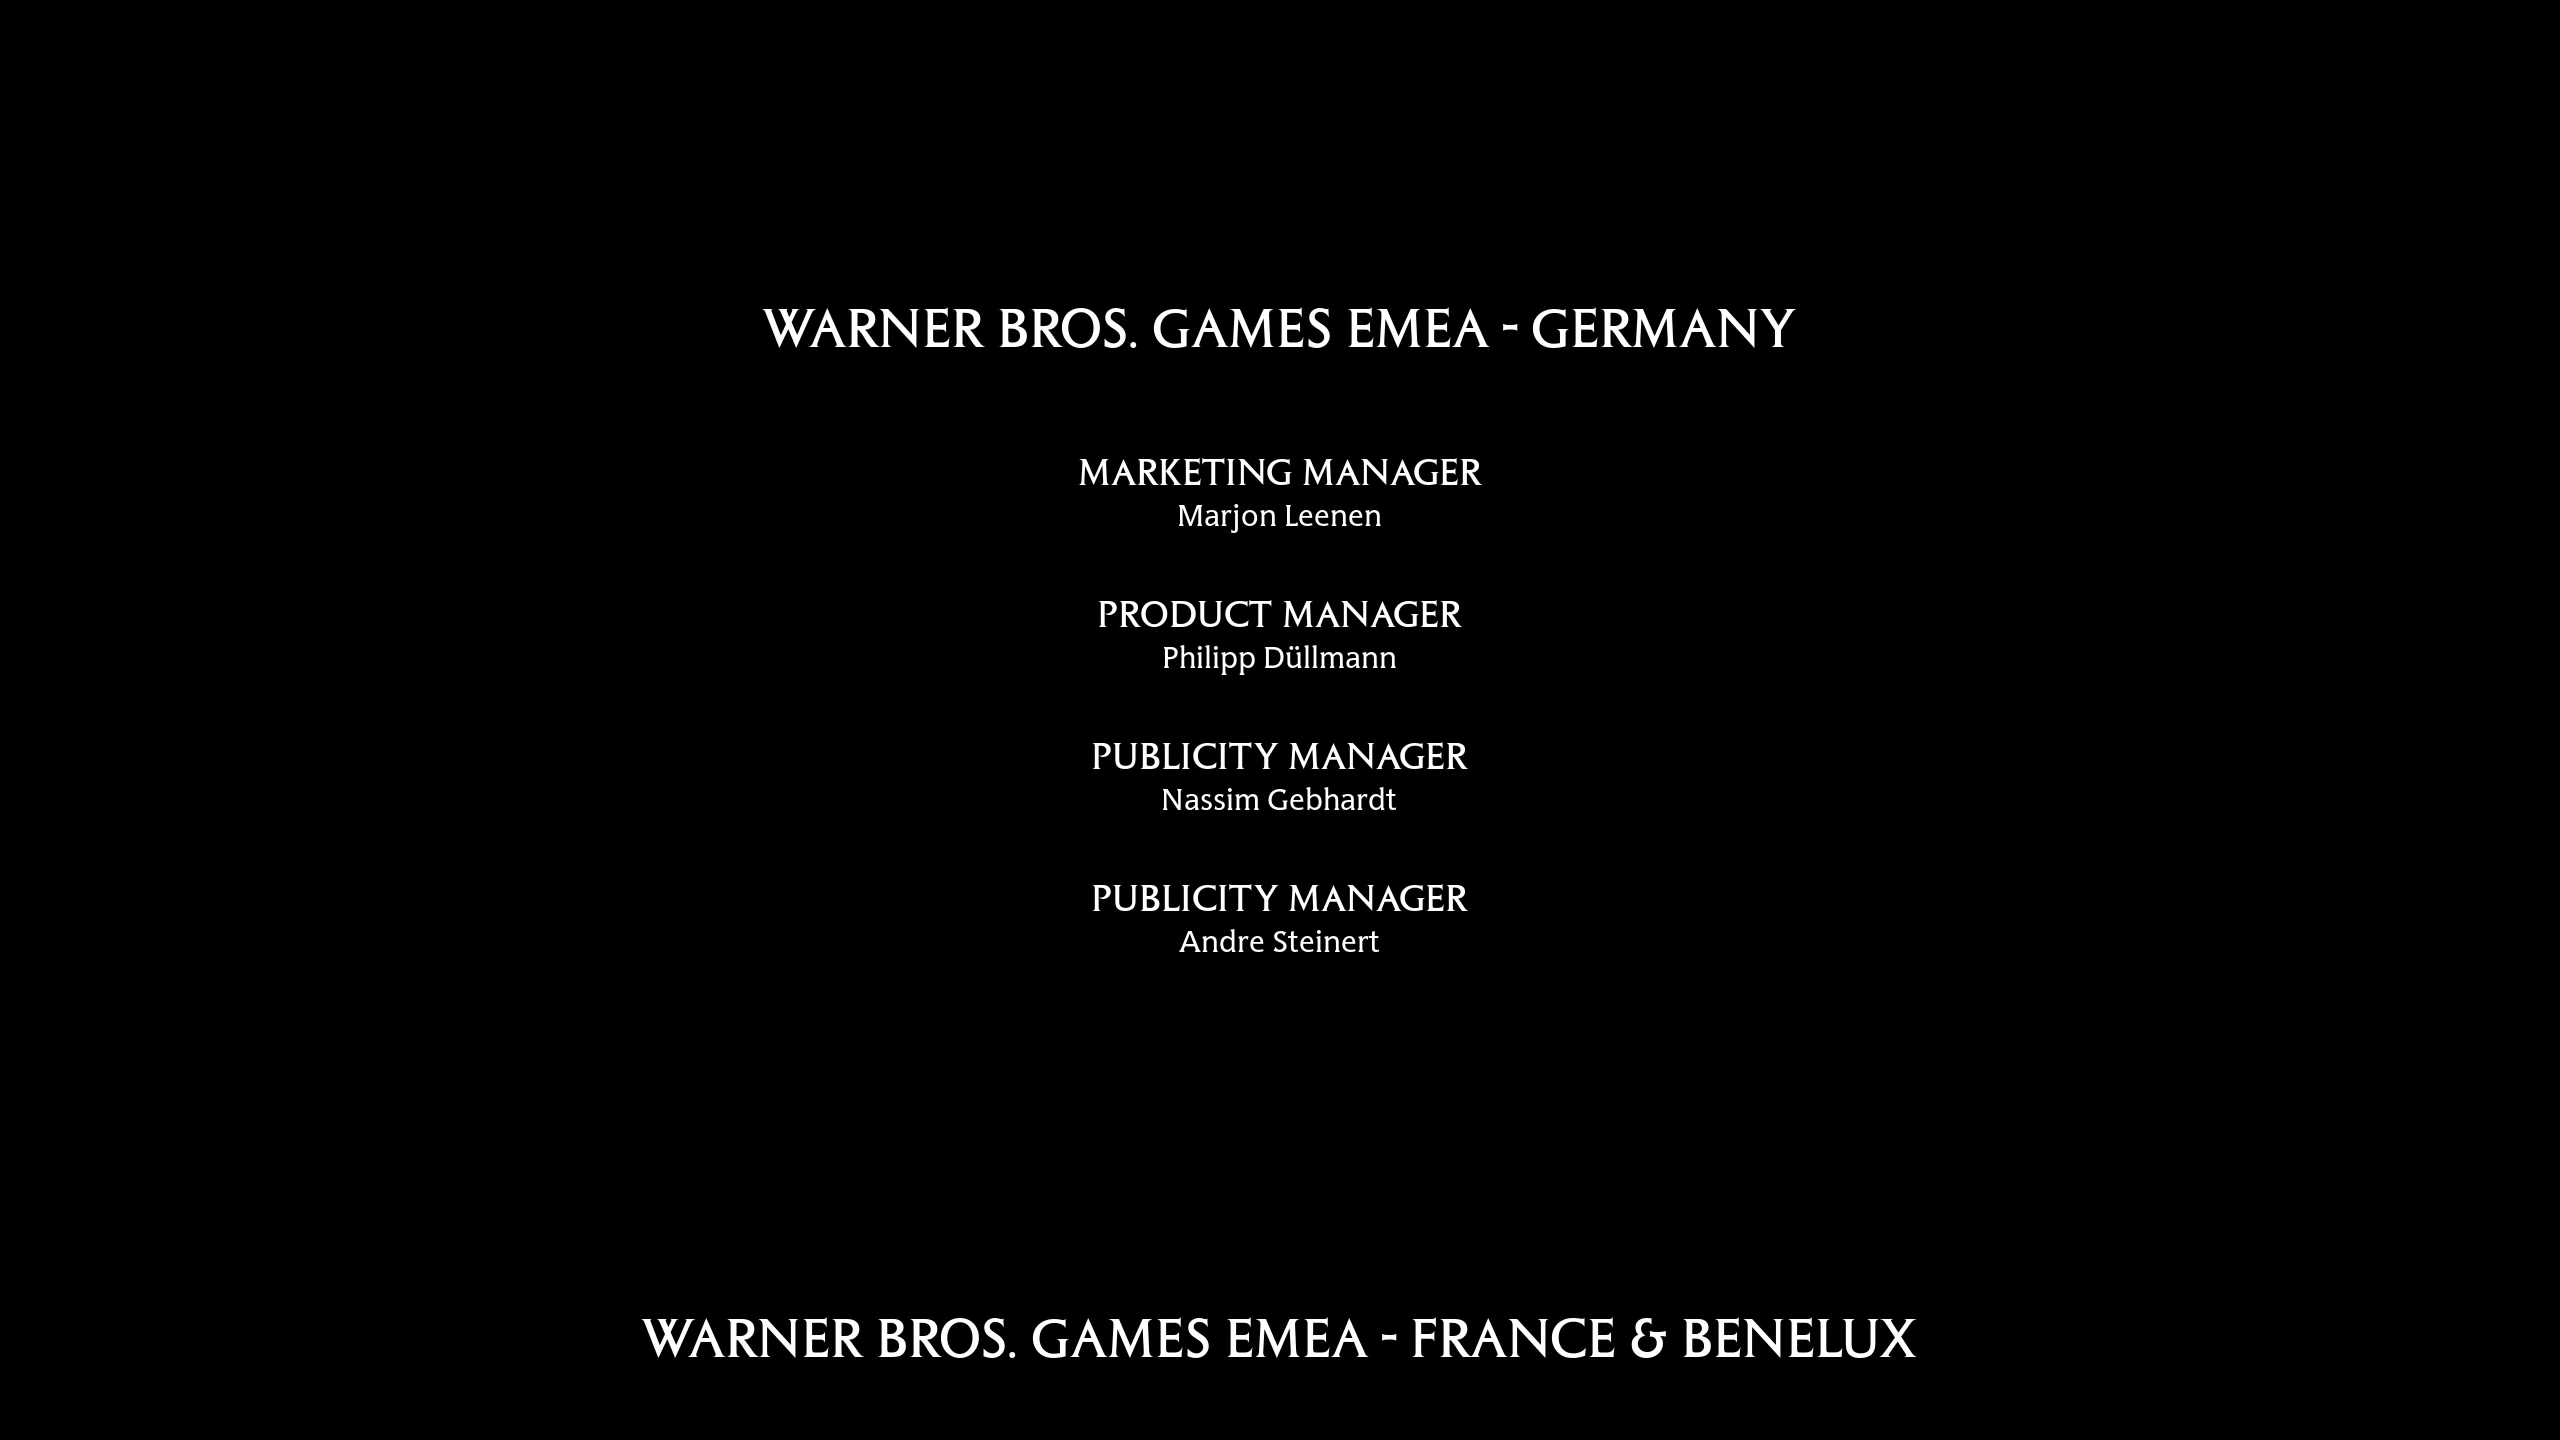 WARNER BROS. GAMES EMEA - GERMANY
MARKETING MANAGER
Marjon Leenen
PRODUCT MANAGER
Philipp Düllmann
PUBLICITY MANAGER
Nassim Gebhardt
PUBLICITY MANAGER
Andre Steinert
WARNER BROS. GAMES EMEA - FRANCE & BENELUX